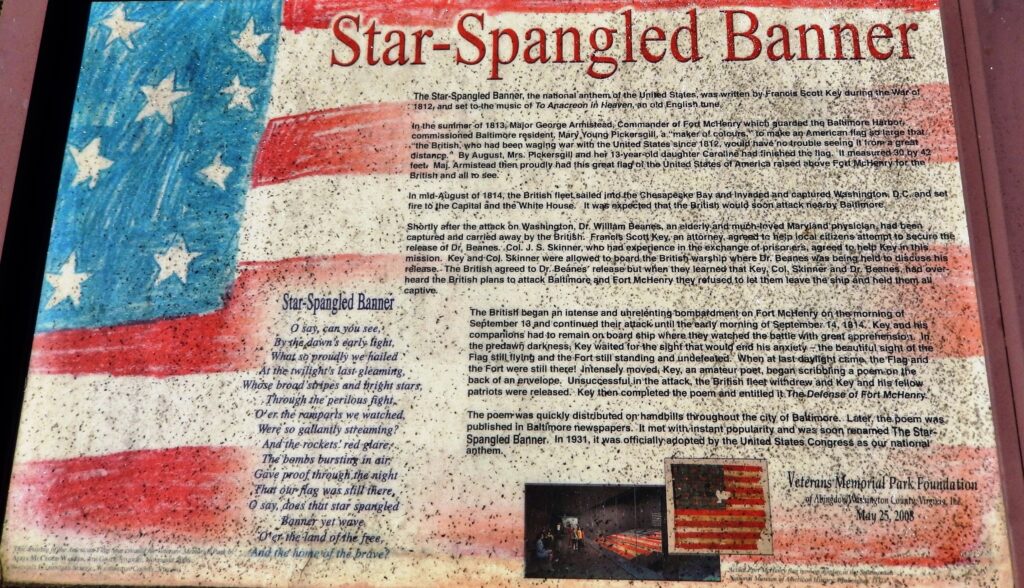 Star-Spangled Banner
The Star-Spangled Banner, the national anthem of the United States, was written by Francis Scott Key during the War of
1812, and set to the music of To Anacreon in Heaven, an old English tune.
In the summer of 1813, Major George Armistead, Commander of Fort McHenry which guarded the Baltimore Harbor,
commissioned Baltimore resident, Mary Young Pickersgill, a "maker of colours," to make an American flag so large that
"the British, who had been waging war with the United States since 1812, would have no trouble seeing it from a great
distance." By August, Mrs. Pickersgill and her 13-year-old daughter Caroline had finished the flag. It measured 30 by 42
feet. Maj. Armistead then proudly had this great flag of the United States of America raised above Fort McHenry for the
British and all to see.
In mid-August of 1814, the British fleet sailed into the Chesapeake Bay and invaded and captured Washington, D.C. and set
fire to the Capital and the White House. It was expected that the British would soon attack nearby Baltimore.
Shortly after the attack on Washington, Dr. William Beanes, an elderly and much-loved Maryland physician, had been
captured and carried away by the British. Francis Scott Key, an attorney, agreed to help local citizens attempt to secure the
release of Dr. Beanes. Col. J. S. Skinner, who had experience in the exchange of prisoners, agreed to help Key in this
mission. Key and Col. Skinner were allowed to board the British warship where Dr. Beanes was being held to discuss his
release. The British agreed to Dr. Beanes' release but when they learned that Key, Col. Skinner and Dr. Beanes, had over-
heard the British plans to attack Baltimore and Fort McHenry they refused to let them leave the ship and held them all
captive.
The British began an intense and unrelenting bombardment on Fort McHenry on the morning of
September 13 and continued their attack until the early morning of September 14, 1814. Key and his
companions had to remain on board ship where they watched the battle with great apprehension. In
the predawn darkness, Key waited for the sight that would end his anxiety – the beautiful sight of the
Flag still flying and the Fort still standing and undefeated. When at last daylight came, the Flag and
the Fort were still there! Intensely moved, Key, an amateur poet, began scribbling a poem on the
back of an envelope. Unsuccessful in the attack, the British fleet withdrew and Key and his fellow
patriots were released. Key then completed the poem and entitled it The Defense of Fort McHenry.
The poem was quickly distributed on handbills throughout the city of Baltimore. Later, the poem was
published in Baltimore newspapers. It met with instant popularity and was soon renamed The Star-
Spangled Banner. In 1931, it was officially adopted by the United States Congress as our national
anthem.
Star-Spangled Banner
O say, can you see,
By the dawn's early light,
What so proudly we hailed
At the twilight's last gleaming,
Whose broad stripes and bright stars,
Through the perilous fight,
O'er the ramparts we watched,
Were so gallantly streaming?
And the rockets' red glare,
The bombs bursting in air,
Gave proof through the night
That our flag was still there,
O say, does that star spangled
Banner yet wave
O'er the land of the free,
And the home of the brave?
Veterans Memorial Park Foundation
of Abingdon/Washington County, Virginia, Inc.
May 25, 2008